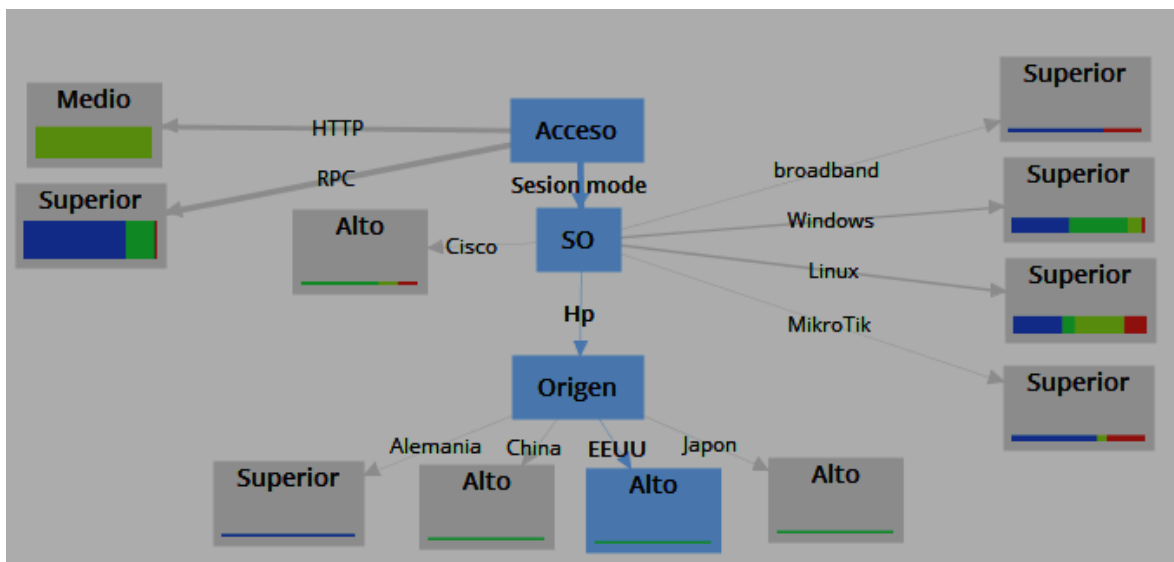 Superior
Medio
Acceso
HTTP
RPC
broadband
Superior
Sesion mode
Superior
Alto
Windows
SO
Cisco
Linux
Superior
Hp
MikroTik
Origen
Superior
Alemania
China
EEUU
Japon
Superior
Alto
Alto
Alto